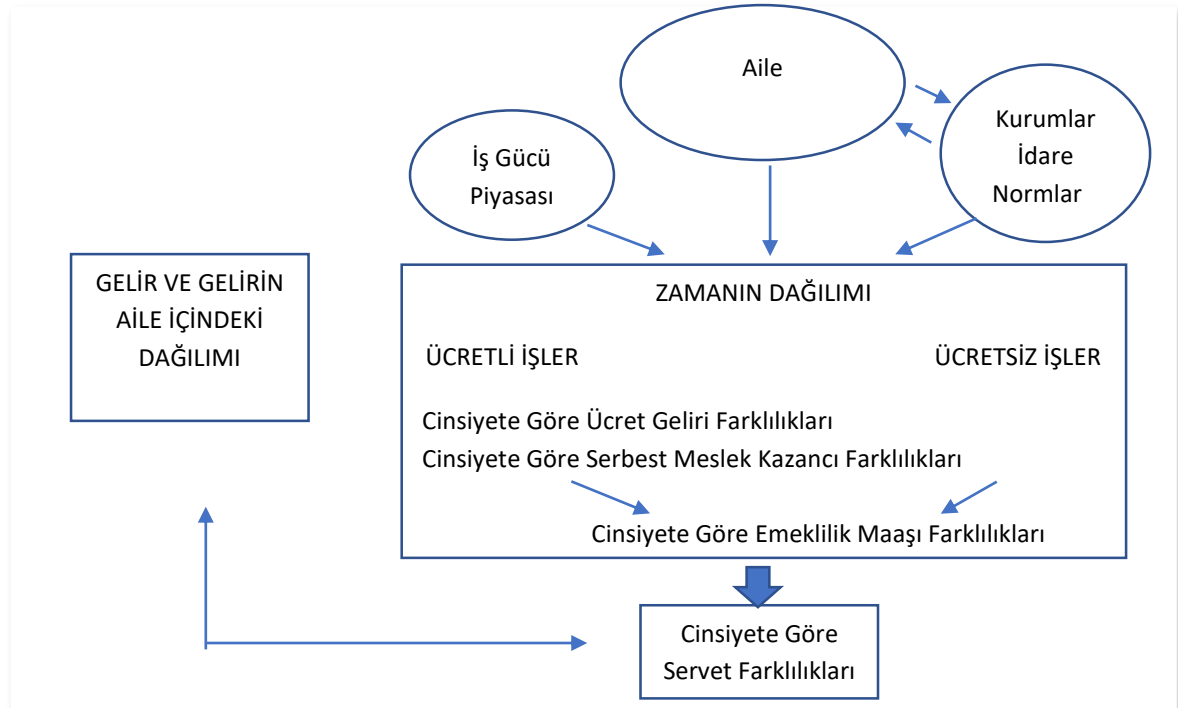 Aile
Kurumlar
İdare
Normlar
İş Gücü
Piyasası
GELİR VE GELİRİN
AİLE İÇİNDEKİ
DAĞILIMI
ZAMANIN DAĞILIMI
ÜCRETLİ İŞLER
ÜCRETSİZ İŞLER
Cinsiyete Göre Ücret Geliri Farklılıkları
Cinsiyete Göre Serbest Meslek Kazancı Farklılıkları
Cinsiyete Göre Emeklilik Maaşı Farklılıkları
Cinsiyete Göre
Servet Farklılıkları